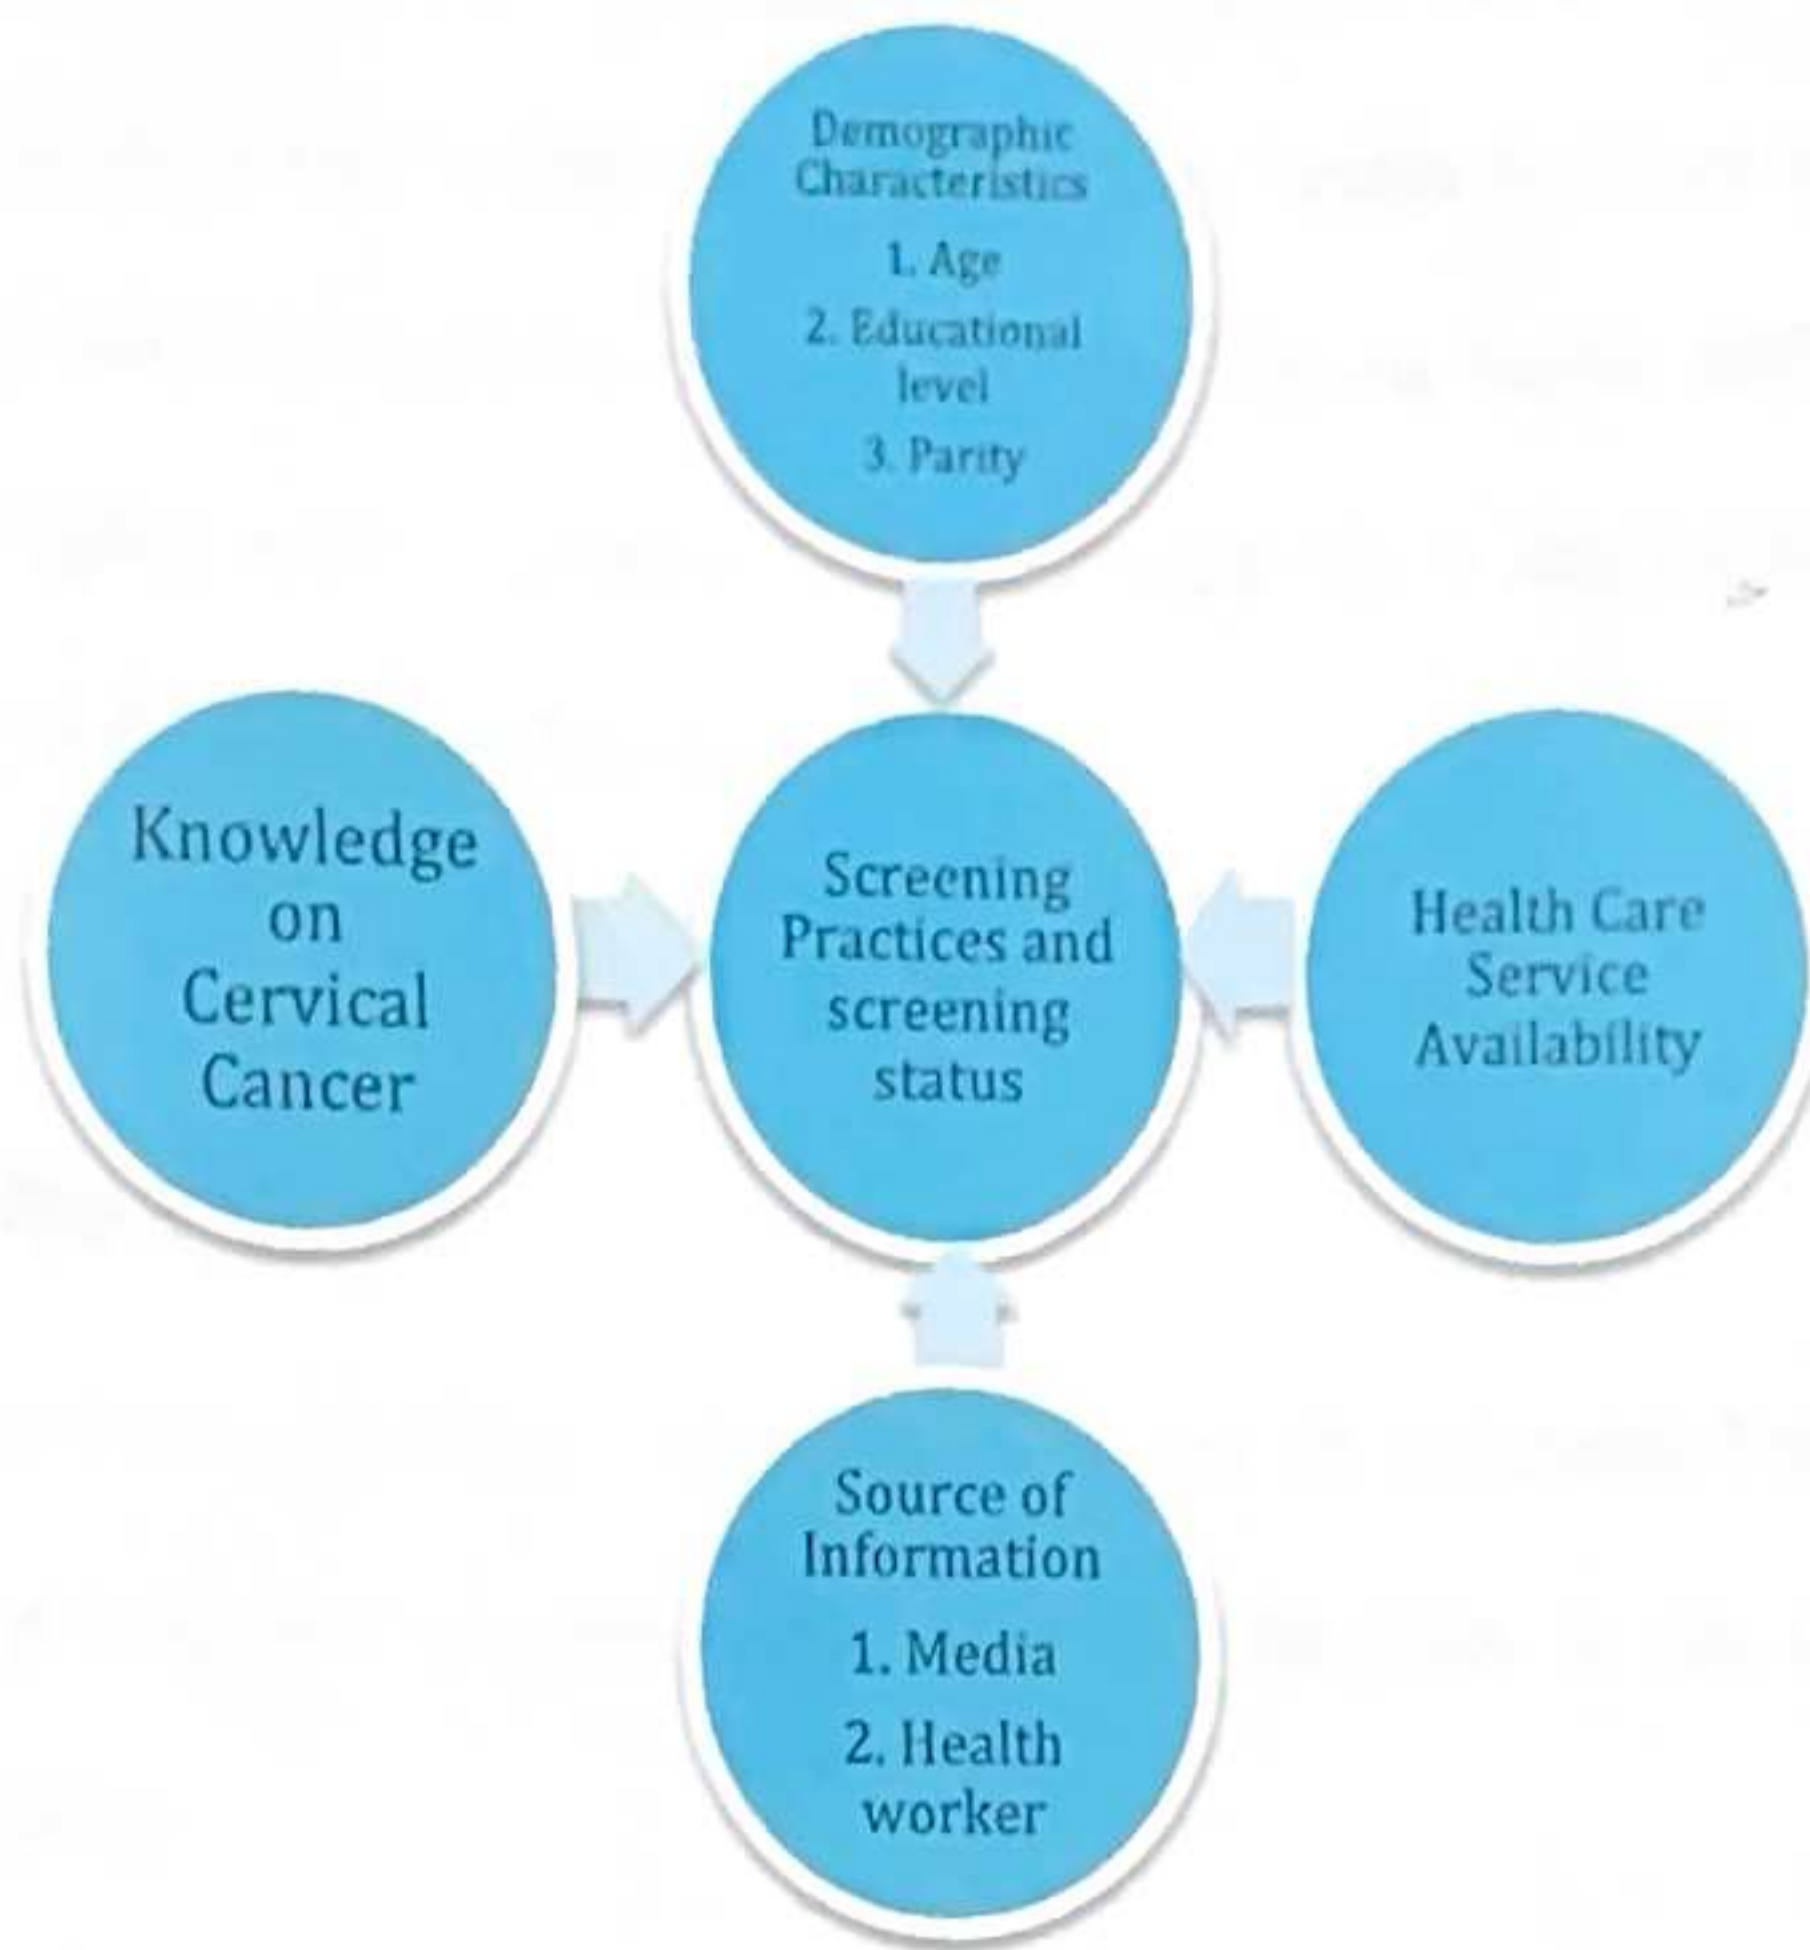 Demographic
Characteristics
1. Age
2. Educational
level
3. Parity
Knowledge
on
Cervical
Cancer
Screening
Practices and
screening
status
Health Care
Service
Availability
Source of
Information
1. Media
2. Health
worker